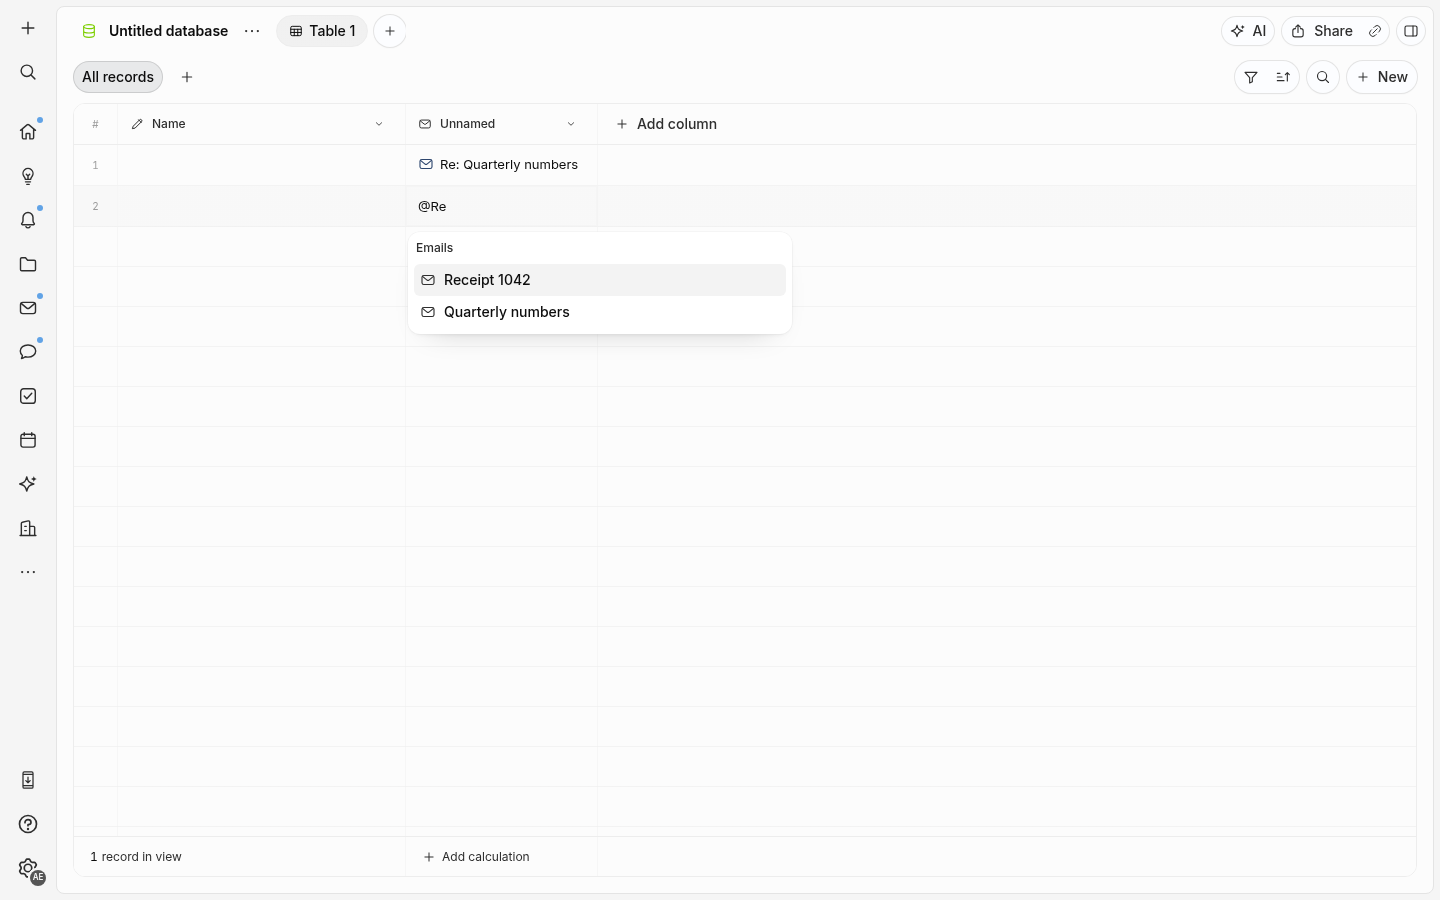 Untitled database
Table 1
AI
Share
All records
New
#
Name
Unnamed
Add column
1
Re: Quarterly numbers
2
@Re
Emails
Receipt 1042
Quarterly numbers
1 record in view
Add calculation
AE